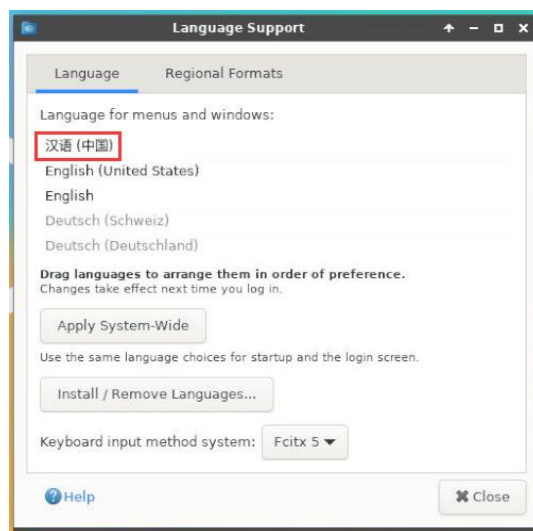 Language Support
Language Regional Formats
Language for menus and windows:
汉语 (中国)
English (United States)
English
Deutsch (Schweiz)
Deutsch (Deutschland)
Drag languages to arrange them in order of preference.
Changes take effect next time you log in.
Apply System-Wide
Use the same language choices for startup and the login screen.
Install / Remove Languages...
Keyboard input method system: Fcitx 5
Help Close